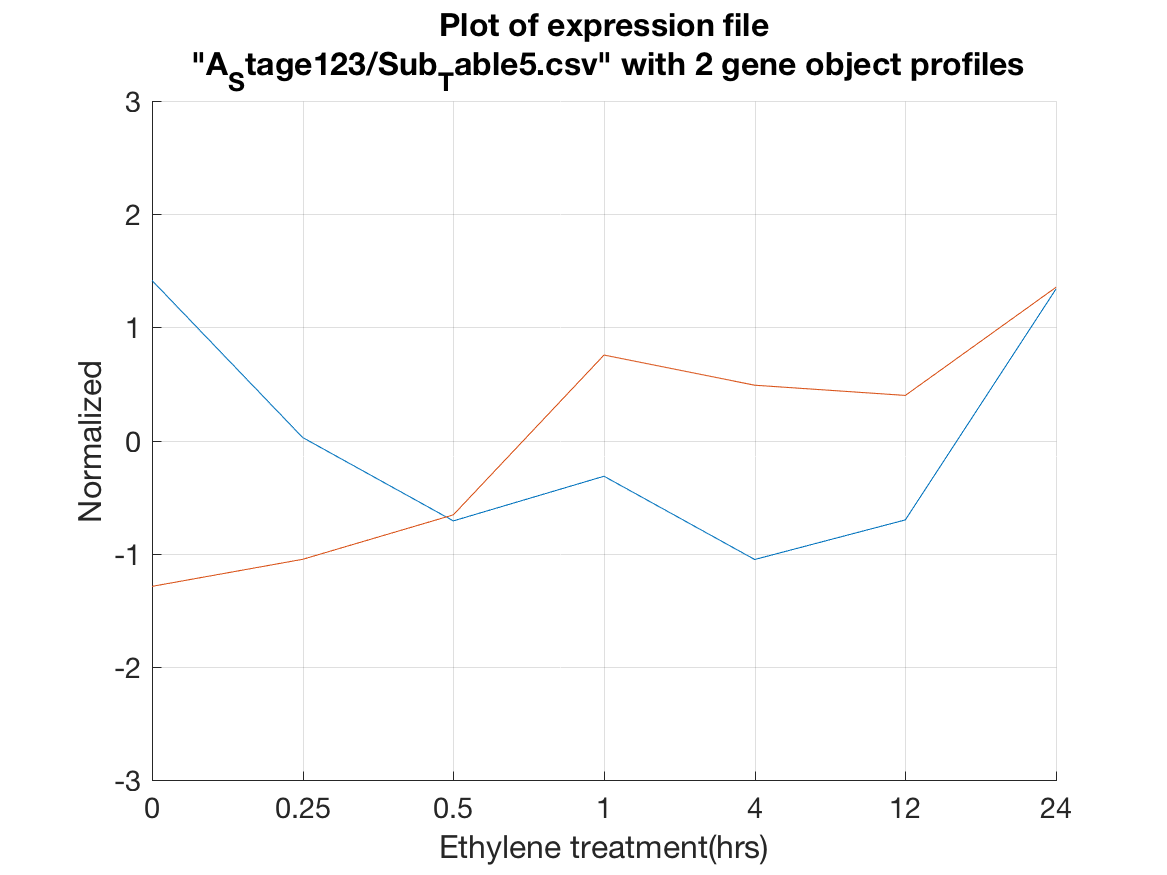 Plot of expression file
"A_Stage123/Sub_Table5.csv" with 2 gene object profiles
3
2
1
0
-1
-2
-3
Normalized
0 0.25 0.5 1 4 12 24
Ethylene treatment(hrs)